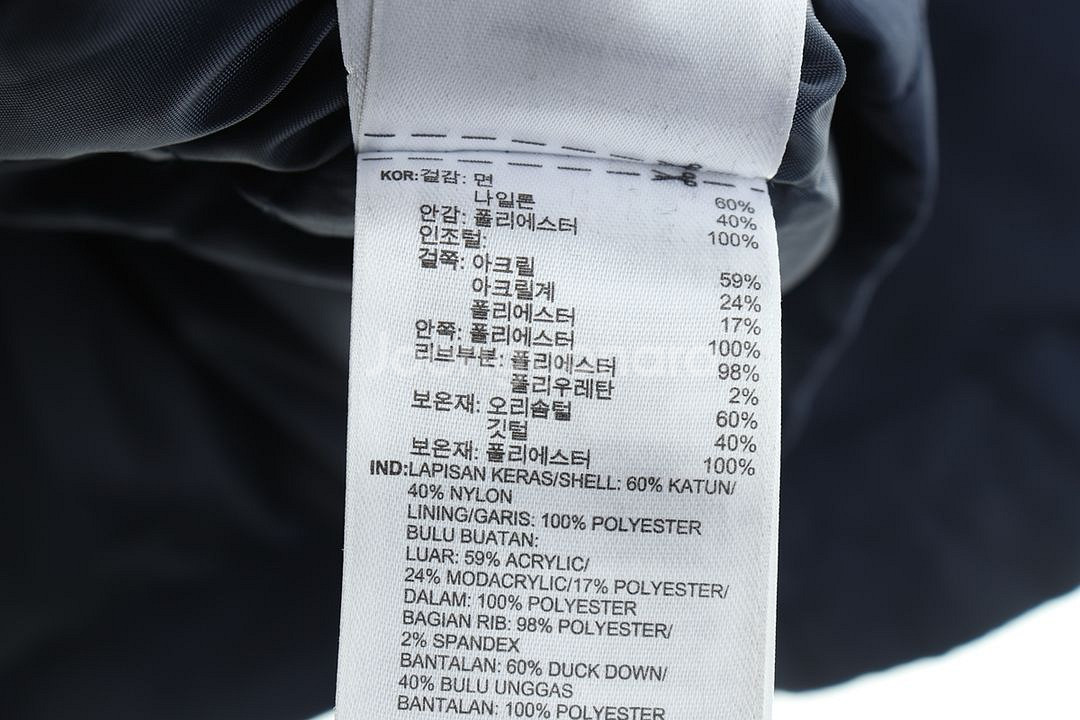 KOR:겉감: 면 60%
나일론 40%
안감: 폴리에스터 100%
인조털:
겉쪽: 아크릴 59%
아크릴계 24%
폴리에스터 17%
안쪽: 폴리에스터 100%
리브부분: 폴리에스터 98%
폴리우레탄 2%
보온재: 오리솜털 60%
깃털 40%
보온재: 폴리에스터 100%
IND:LAPISAN KERAS/SHELL: 60% KATUN/
40% NYLON
LINING/GARIS: 100% POLYESTER
BULU BUATAN:
LUAR: 59% ACRYLIC/
24% MODACRYLIC/17% POLYESTER/
DALAM: 100% POLYESTER
BAGIAN RIB: 98% POLYESTER/
2% SPANDEX
BANTALAN: 60% DUCK DOWN/
40% BULU UNGGAS
BANTALAN: 100% POLYESTER